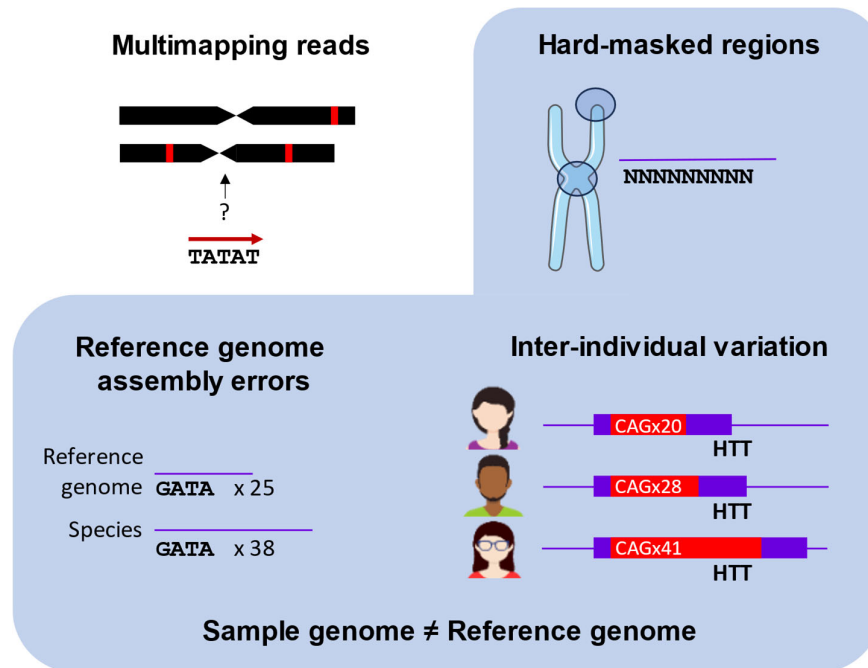 Multimapping reads
?
TATAT
Hard-masked regions
NNNNNNNNN
Reference genome
assembly errors
Reference
genome
GATA x 25
Species
GATA x 38
Inter-individual variation
CAGx20
HTT
CAGx28
HTT
CAGx41
HTT
Sample genome ≠ Reference genome